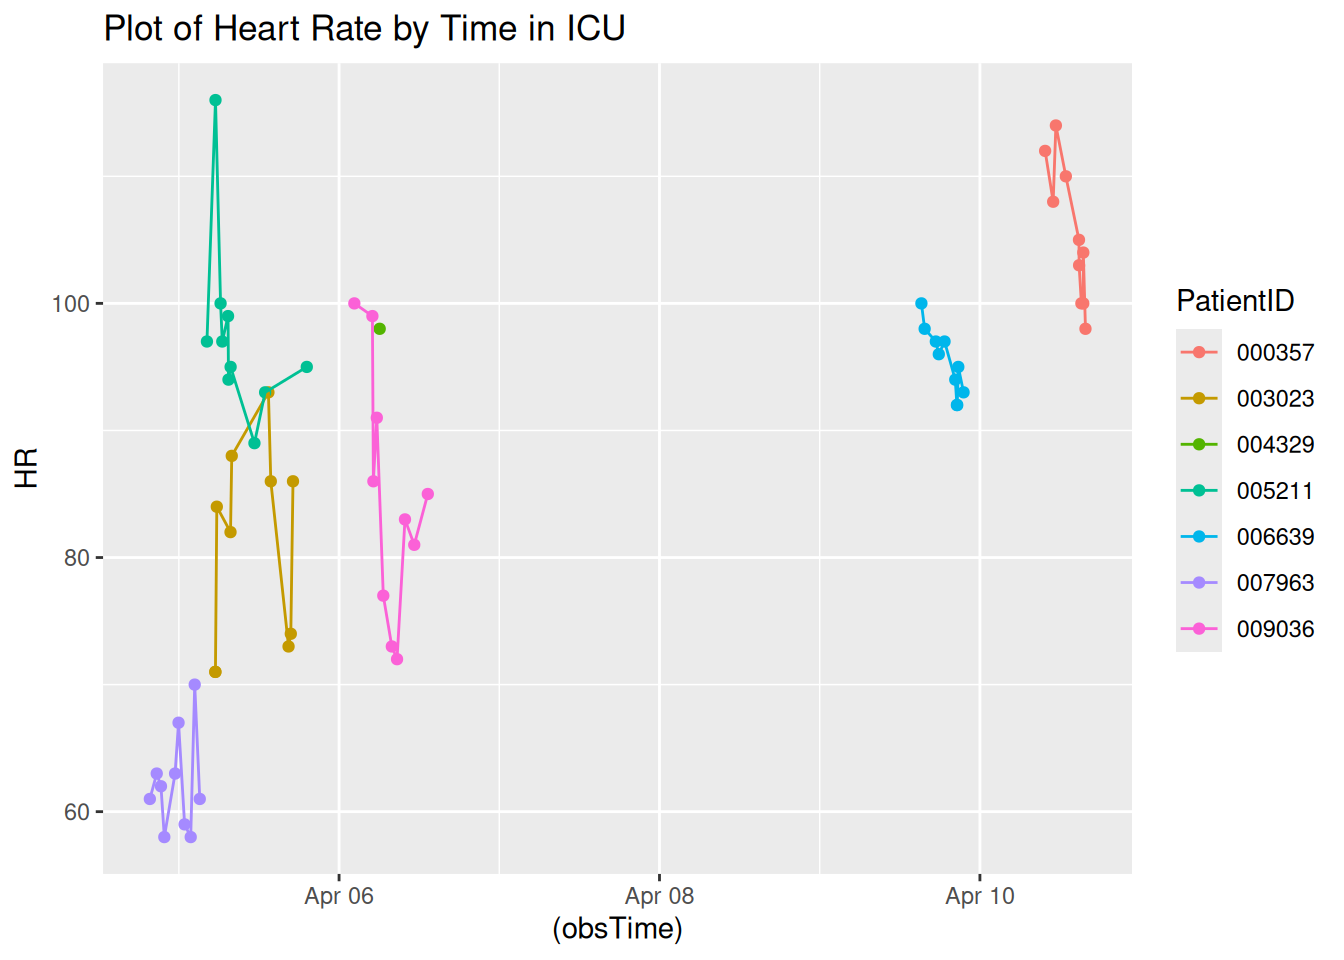 Plot of Heart Rate by Time in ICU
HR
100
80
60
Apr 06
Apr 08
Apr 10
(obsTime)
PatientID
000357
003023
004329
005211
006639
007963
009036